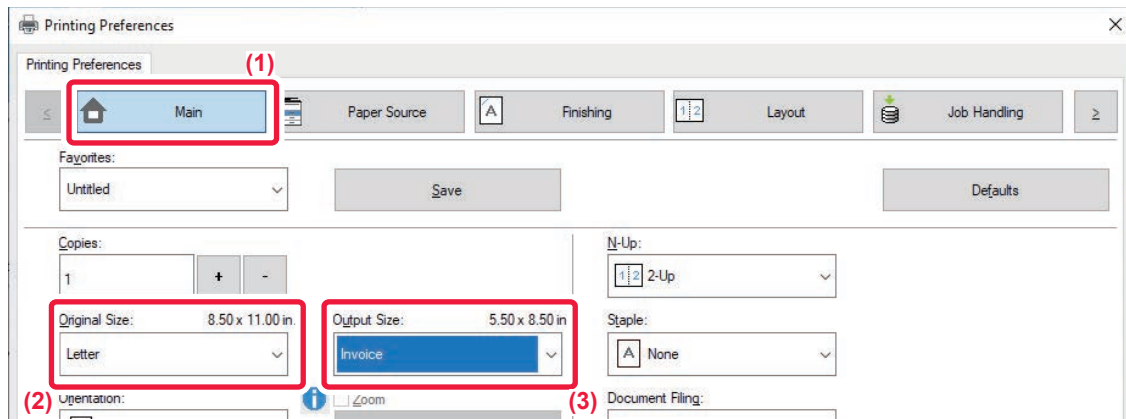 Printing Preferences
Printing Preferences
(1)
≤ Main Paper Source Finishing Layout Job Handling ≥
Favorites:
Untitled Save Defaults
Copies: N-Up:
1 + - 1 2 2-Up
Original Size: 8.50 x 11.00 in. Output Size: 5.50 x 8.50 in Staple:
Letter Invoice A None
(2) Orientation: Zoom (3) Document Filing: